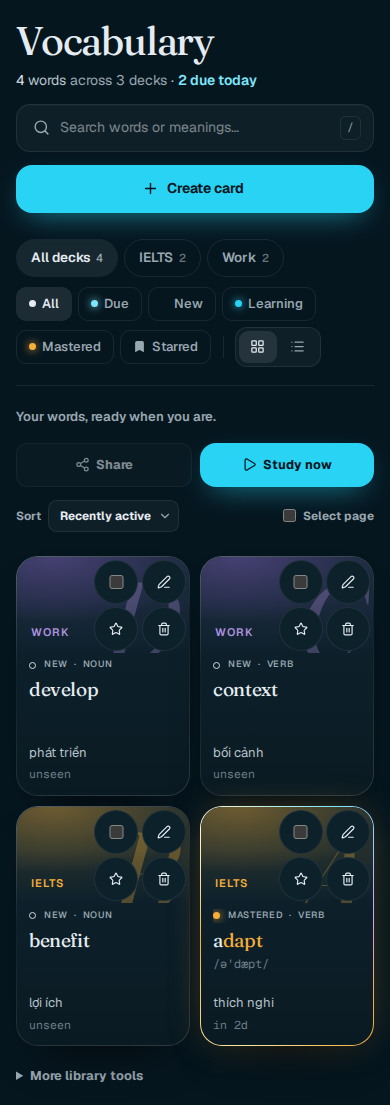 Vocabulary
4 words across 3 decks · 2 due today
Search words or meanings... /
Create card
All decks 4 IELTS 2 Work 2
All Due New Learning
Mastered Starred
Your words, ready when you are.
Share Study now
Sort Recently active Select page
WORK
NEW · NOUN
develop
phát triển
unseen
WORK
NEW · VERB
context
bối cảnh
unseen
IELTS
NEW · NOUN
benefit
lợi ích
unseen
IELTS
MASTERED · VERB
adapt
/əˈdæpt/
thích nghi
in 2d
More library tools